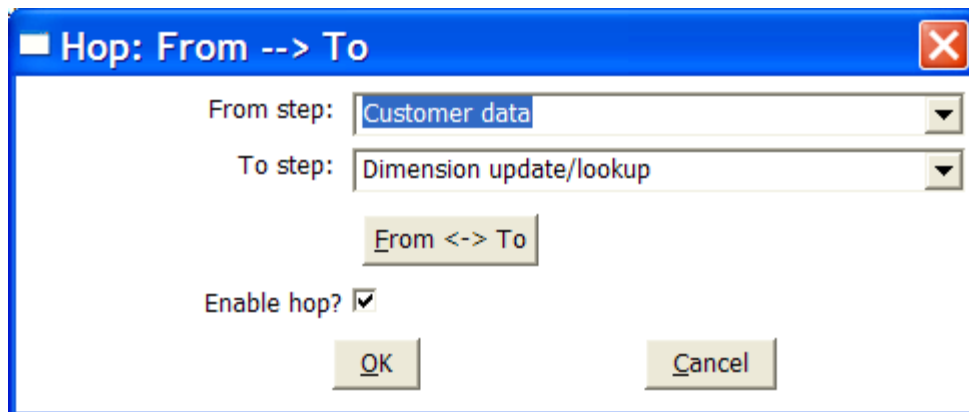 Hop: From --> To
From step: Customer data
To step: Dimension update/lookup
From <-> To
Enable hop?
OK Cancel